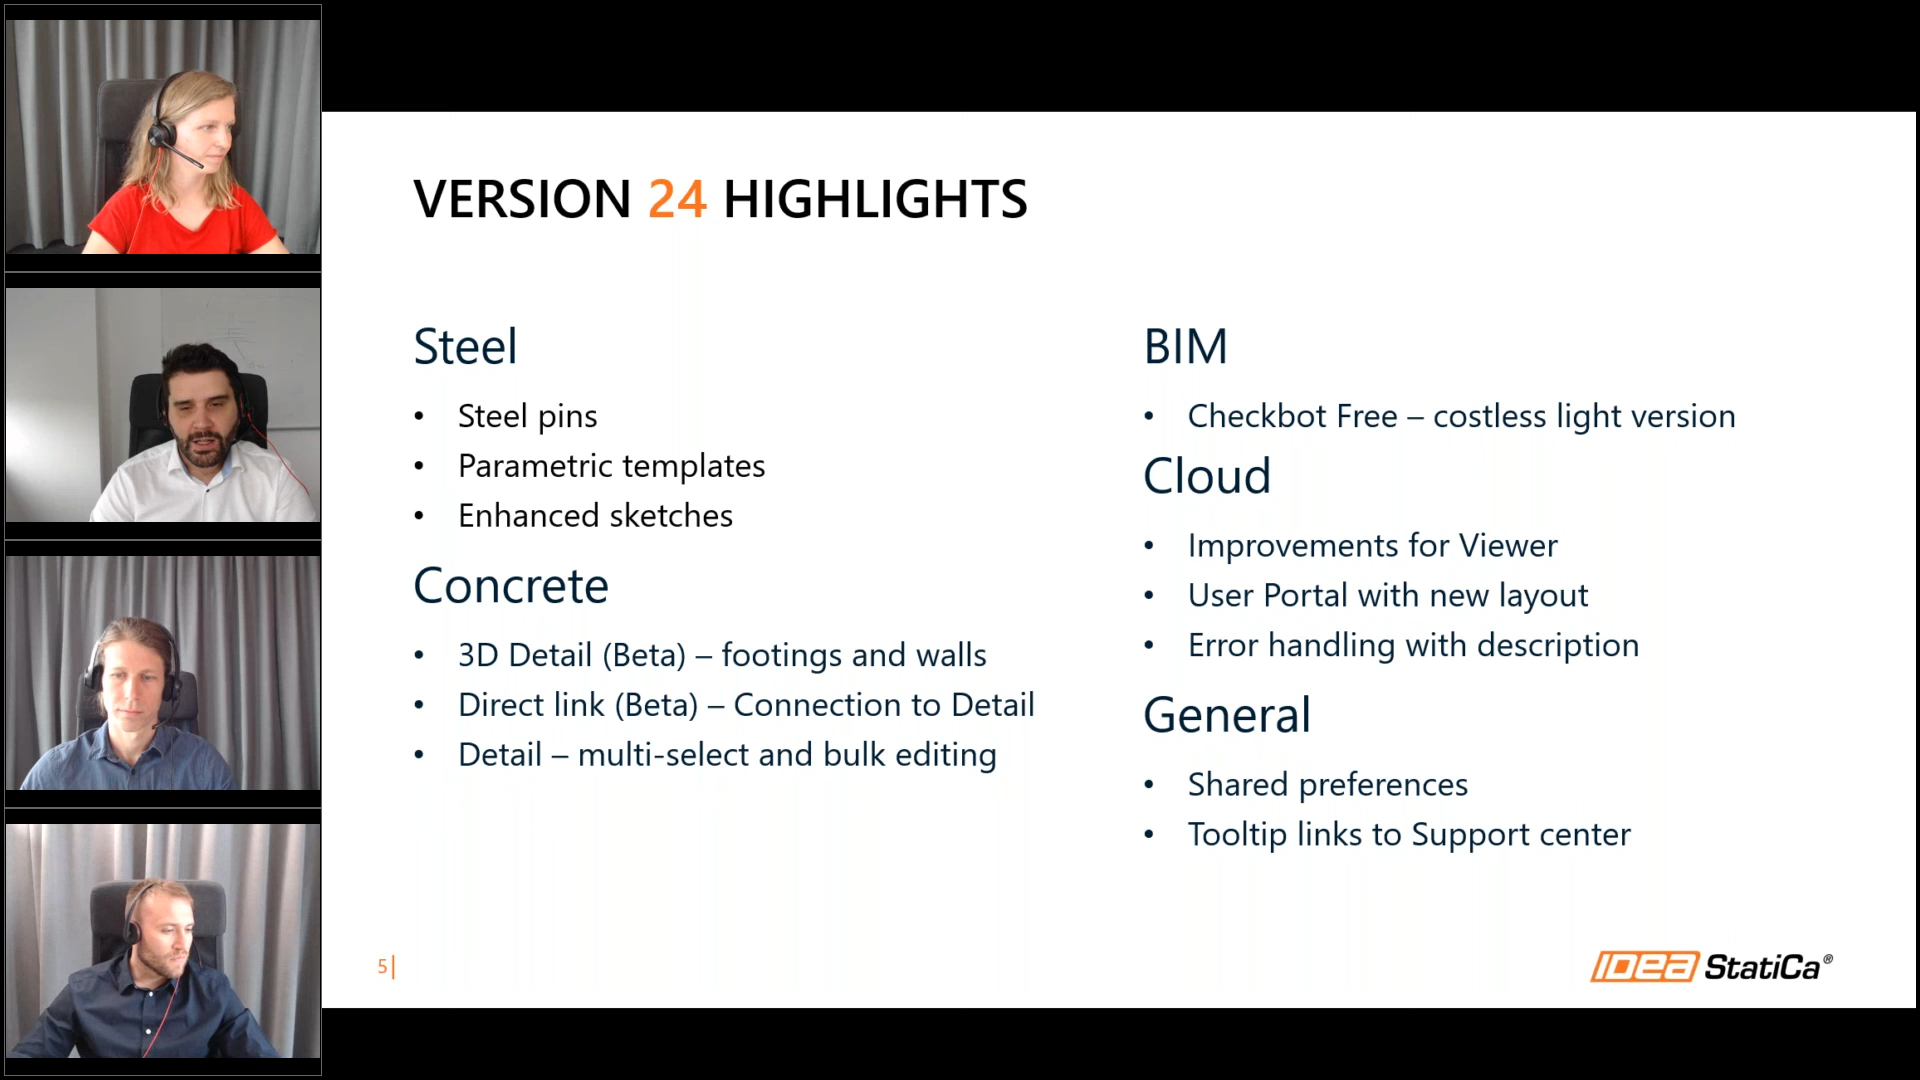 VERSION 24 HIGHLIGHTS
Steel
• Steel pins
• Parametric templates
• Enhanced sketches
Concrete
• 3D Detail (Beta) – footings and walls
• Direct link (Beta) – Connection to Detail
• Detail – multi-select and bulk editing
BIM
• Checkbot Free – costless light version
Cloud
• Improvements for Viewer
• User Portal with new layout
• Error handling with description
General
• Shared preferences
• Tooltip links to Support center
5|
IDEA StatiCa®